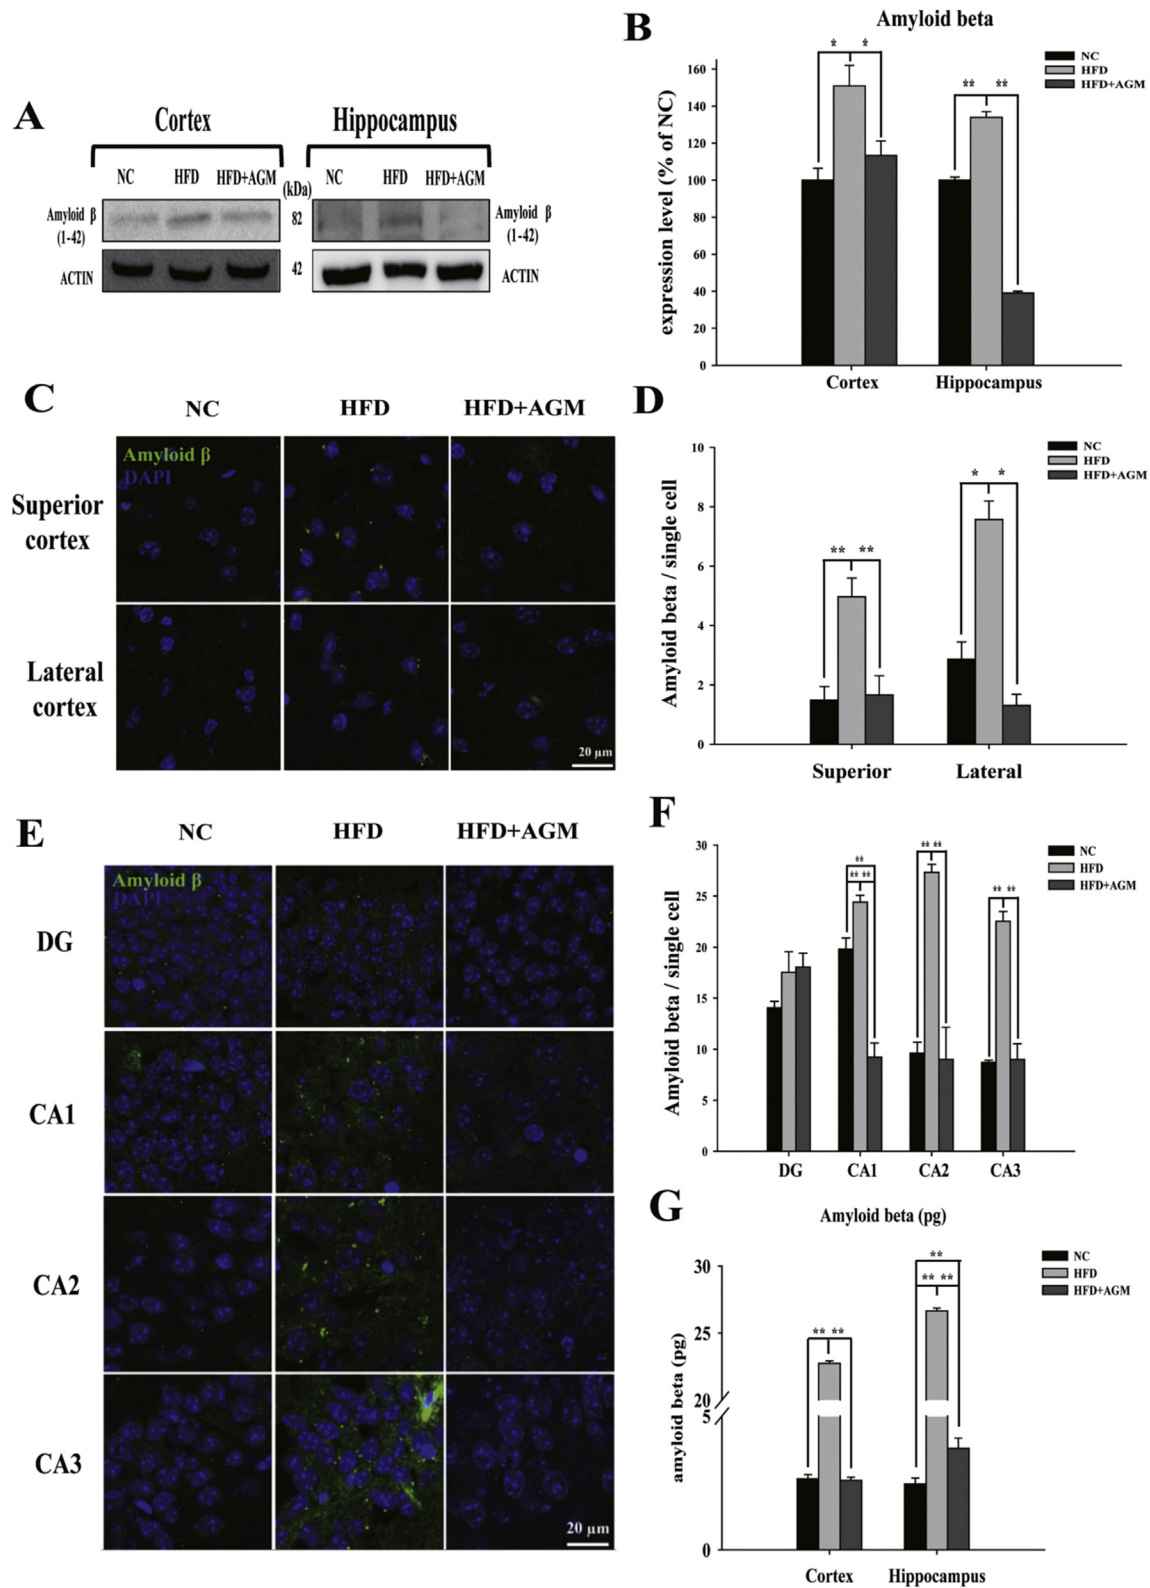 A
Cortex
Hippocampus
NC
HFD
HFD+AGM
(kDa)
NC
HFD
HFD+AGM
Amyloid β
(1-42)
82
Amyloid β
(1-42)
ACTIN
42
ACTIN
B
Amyloid beta
NC
HFD
HFD+AGM
expression level (% of NC)
160
140
120
100
80
60
40
20
0
* *
** **
Cortex
Hippocampus
C
NC
HFD
HFD+AGM
Amyloid β
DAPI
Superior
cortex
Lateral
cortex
20 µm
D
NC
HFD
HFD+AGM
Amyloid beta / single cell
10
8
6
4
2
0
** **
* *
Superior
Lateral
E
NC
HFD
HFD+AGM
Amyloid β
DAPI
DG
CA1
CA2
CA3
20 µm
F
NC
HFD
HFD+AGM
Amyloid beta / single cell
30
25
20
15
10
5
0
**
** **
** **
** **
DG
CA1
CA2
CA3
G
Amyloid beta (pg)
NC
HFD
HFD+AGM
amyloid beta (pg)
30
25
20
5
0
** **
**
** **
Cortex
Hippocampus